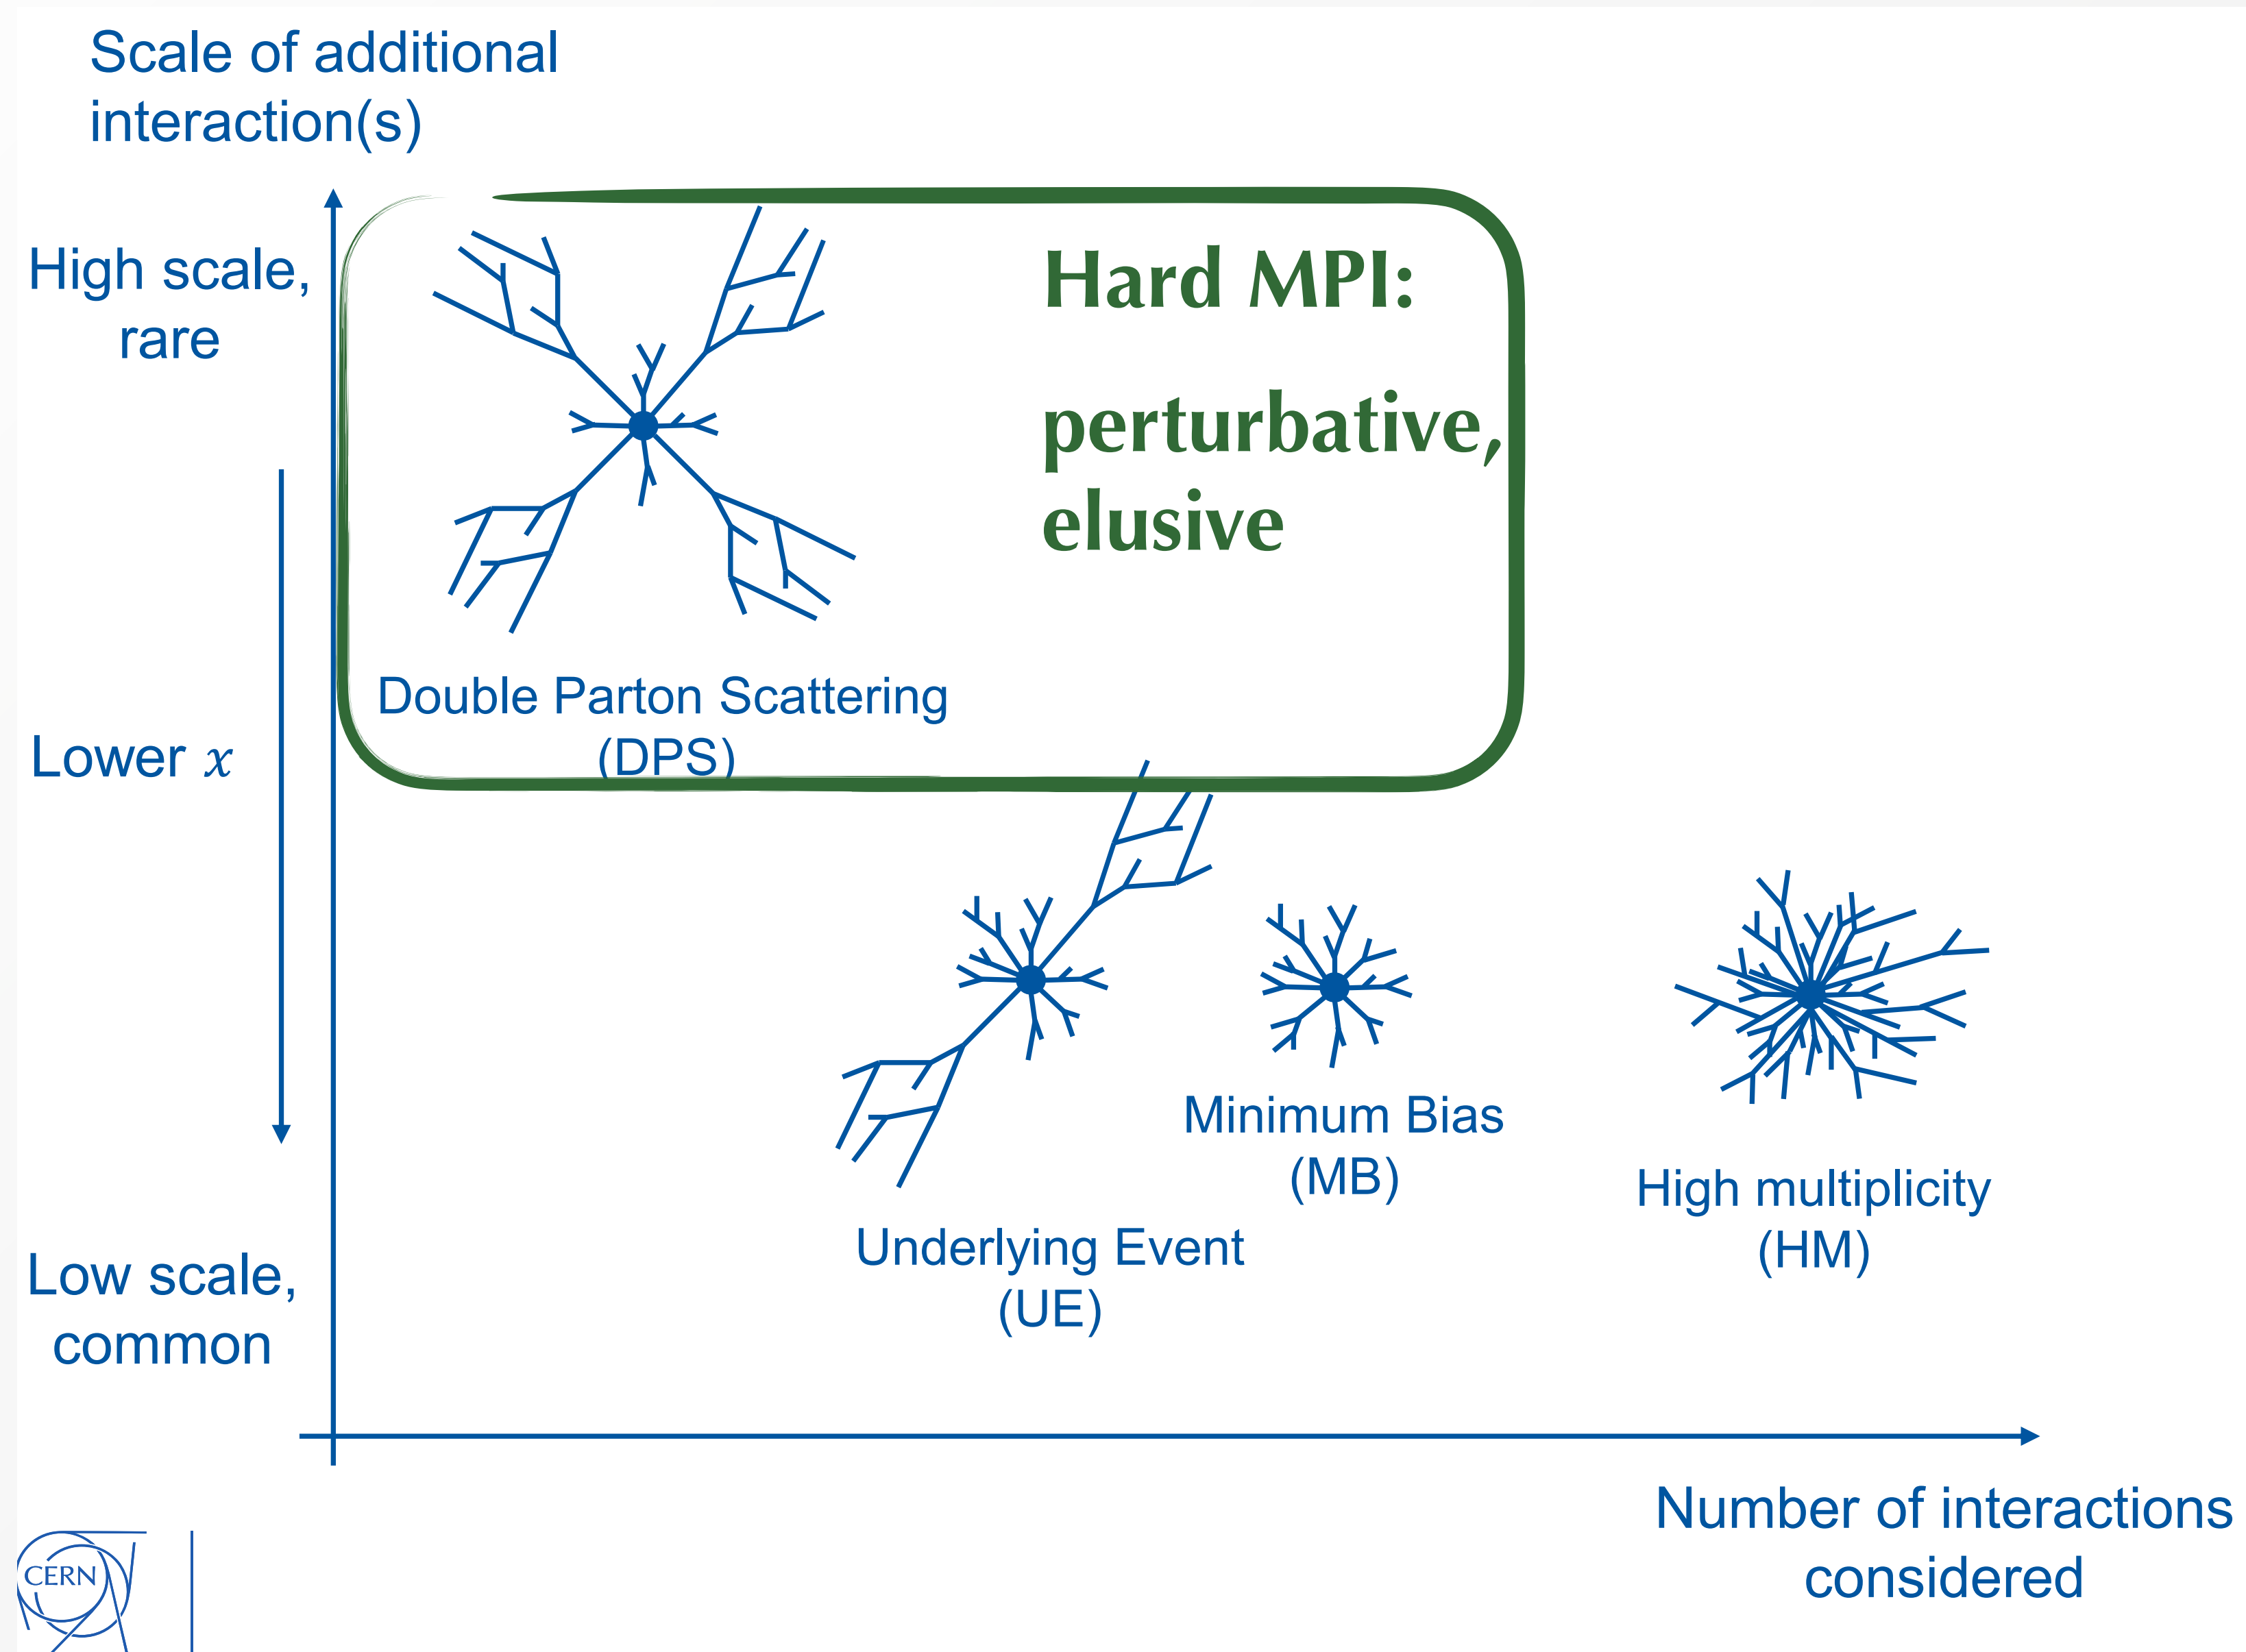 Scale of additional
interaction(s)
High scale,
rare
Hard MPI:
perturbative,
elusive
Double Parton Scattering
(DPS)
Lower x
Minimum Bias
(MB)
High multiplicity
(HM)
Underlying Event
(UE)
Low scale,
common
Number of interactions
considered
CERN